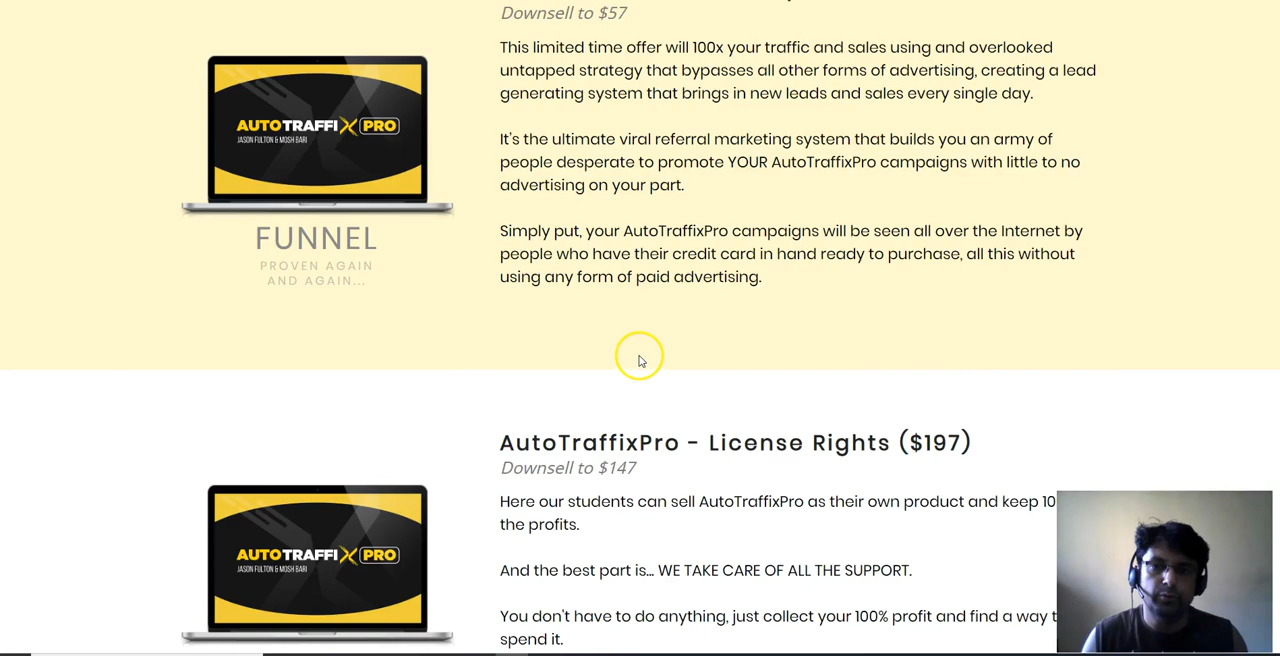 Downsell to $57
This limited time offer will 100x your traffic and sales using and overlooked
untapped strategy that bypasses all other forms of advertising, creating a lead
generating system that brings in new leads and sales every single day.
It's the ultimate viral referral marketing system that builds you an army of
people desperate to promote YOUR AutoTraffixPro campaigns with little to no
advertising on your part.
Simply put, your AutoTraffixPro campaigns will be seen all over the Internet by
people who have their credit card in hand ready to purchase, all this without
using any form of paid advertising.
AUTOTRAFFIX PRO
JASON FULTON & MOSH BARI
FUNNEL
PROVEN AGAIN
AND AGAIN...
AutoTraffixPro - License Rights ($197)
Downsell to $147
Here our students can sell AutoTraffixPro as their own product and keep 10
the profits.
And the best part is... WE TAKE CARE OF ALL THE SUPPORT.
You don't have to do anything, just collect your 100% profit and find a way t
spend it.
AUTOTRAFFIX PRO
JASON FULTON & MOSH BARI